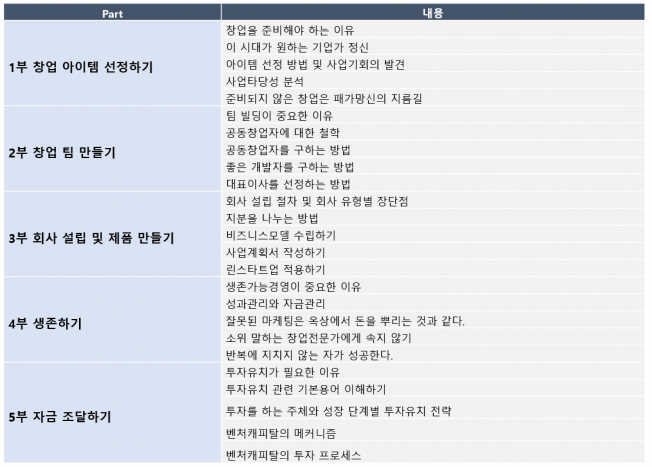 Part
내용
1부 창업 아이템 선정하기
창업을 준비해야 하는 이유
이 시대가 원하는 기업가 정신
아이템 선정 방법 및 사업기회의 발견
사업타당성 분석
준비되지 않은 창업은 패가망신의 지름길
2부 창업 팀 만들기
팀 빌딩이 중요한 이유
공동창업자에 대한 철학
공동창업자를 구하는 방법
좋은 개발자를 구하는 방법
대표이사를 선정하는 방법
3부 회사 설립 및 제품 만들기
회사 설립 절차 및 회사 유형별 장단점
지분을 나누는 방법
비즈니스모델 수립하기
사업계획서 작성하기
린스타트업 적용하기
4부 생존하기
생존가능경영이 중요한 이유
성과관리와 자금관리
잘못된 마케팅은 옥상에서 돈을 뿌리는 것과 같다.
소위 말하는 창업전문가에게 속지 않기
반복에 지치지 않는 자가 성공한다.
5부 자금 조달하기
투자유치가 필요한 이유
투자유치 관련 기본용어 이해하기
투자를 하는 주체와 성장 단계별 투자유치 전략
벤처캐피탈의 메커니즘
벤처캐피탈의 투자 프로세스